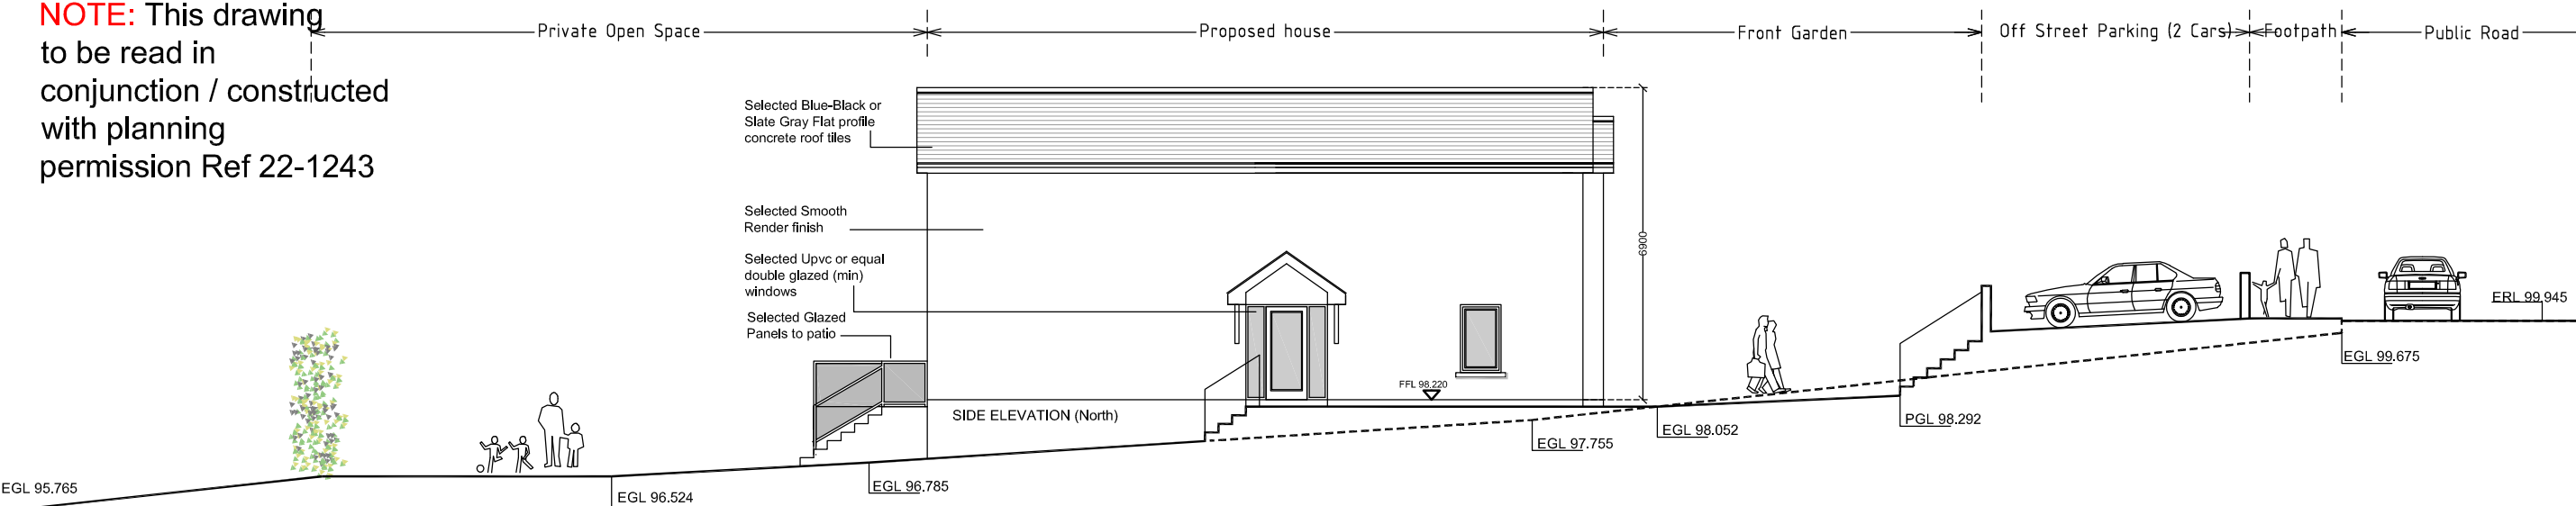 NOTE: This drawing
to be read in
conjunction / constructed
with planning
permission Ref 22-1243
Private Open Space
Proposed house
Front Garden
Off Street Parking (2 Cars)
Footpath
Public Road
Selected Blue-Black or
Slate Gray Flat profile
concrete roof tiles
Selected Smooth
Render finish
Selected Upvc or equal
double glazed (min)
windows
Selected Glazed
Panels to patio
6900
FFL 98.220
SIDE ELEVATION (North)
ERL 99.945
EGL 99.675
PGL 98.292
EGL 98.052
EGL 97.755
EGL 96.785
EGL 96.524
EGL 95.765